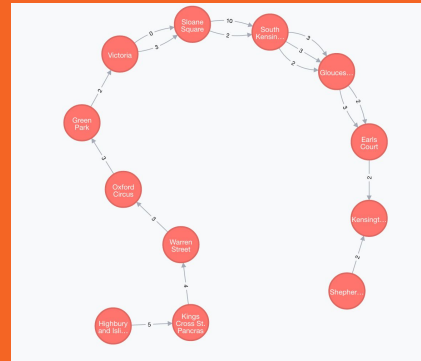 Sloane
Square
10
2
South
Kensin...
3
3
2
Glouces...
0
3
Victoria
2
3
2
Green
Park
Earls
Court
3
2
Oxford
Circus
Kensingt...
3
2
Warren
Street
Shepher...
4
Highbury
and Isli...
5
Kings
Cross St.
Pancras